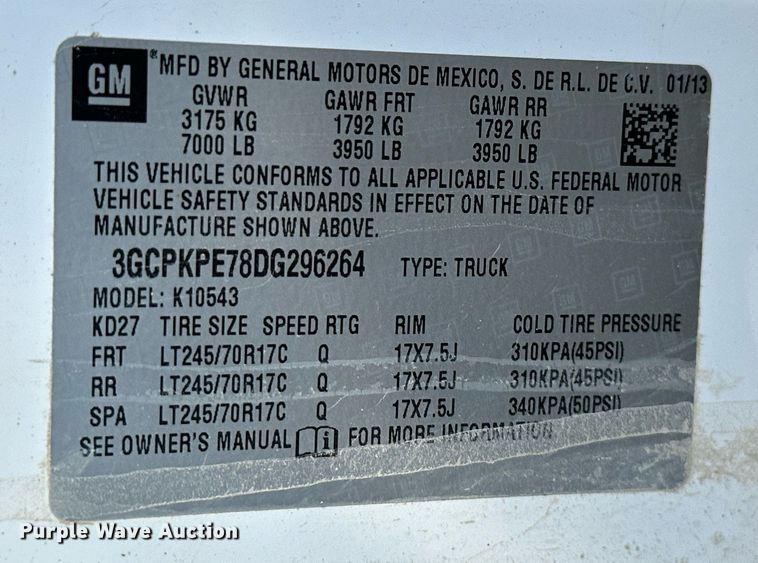 GM
®MFD BY GENERAL MOTORS DE MEXICO, S. DE R.L. DE C.V. 01/13
GVWR GAWR FRT GAWR RR
3175 KG 1792 KG 1792 KG
7000 LB 3950 LB 3950 LB
THIS VEHICLE CONFORMS TO ALL APPLICABLE U.S. FEDERAL MOTOR
VEHICLE SAFETY STANDARDS IN EFFECT ON THE DATE OF
MANUFACTURE SHOWN ABOVE.
3GCPKPE78DG296264 TYPE: TRUCK
MODEL: K10543
KD27 TIRE SIZE SPEED RTG RIM COLD TIRE PRESSURE
FRT LT245/70R17C Q 17X7.5J 310KPA(45PSI)
RR LT245/70R17C Q 17X7.5J 310KPA(45PSI)
SPA LT245/70R17C Q 17X7.5J 340KPA(50PSI)
SEE OWNER'S MANUAL i FOR MORE INFORMATION
Purple Wave Auction